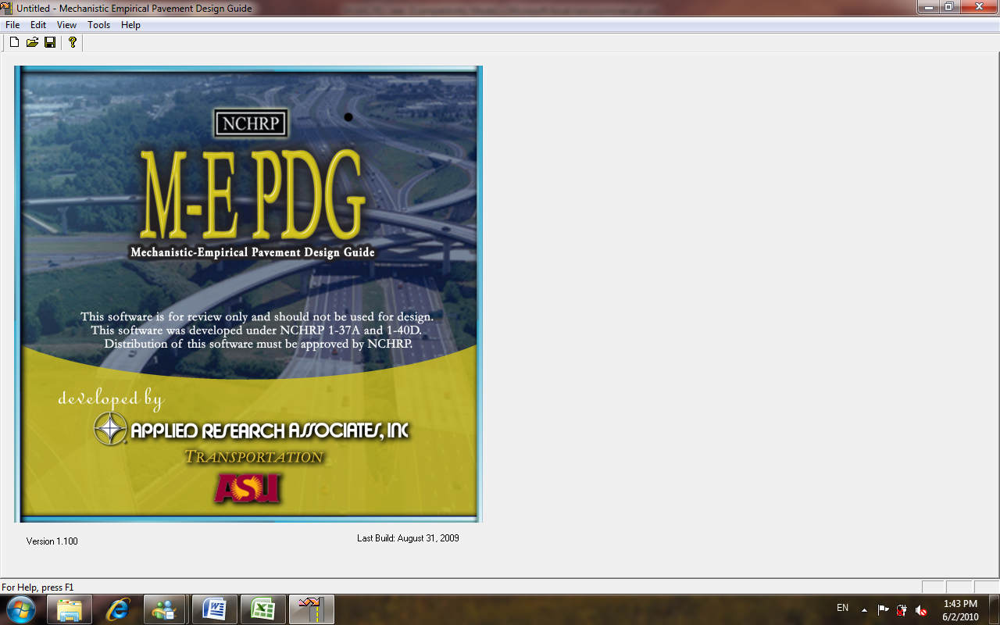 Untitled - Mechanistic Empirical Pavement Design Guide
File Edit View Tools Help
NCHRP
M-E PDG
Mechanistic-Empirical Pavement Design Guide
This software is for review only and should not be used for design.
This software was developed under NCHRP 1-37A and 1-40D.
Distribution of this software must be approved by NCHRP.
developed by
APPLIED RESEARCH ASSOCIATES, INC
TRANSPORTATION
ASU
Version 1.100
Last Build: August 31, 2009
For Help, press F1
EN
1:43 PM
6/2/2010